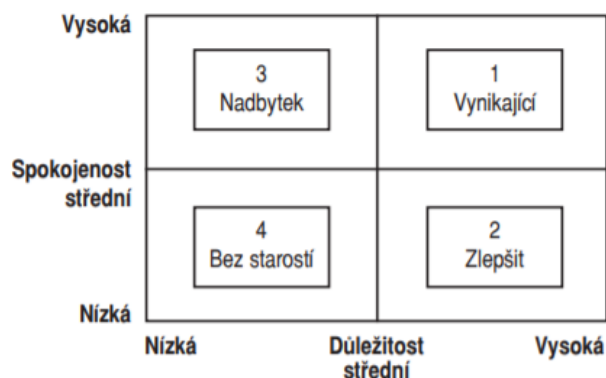 Vysoká
3
Nadbytek
1
Vynikající
Spokojenost
střední
4
Bez starostí
2
Zlepšit
Nízká
Nízká
Důležitost
střední
Vysoká